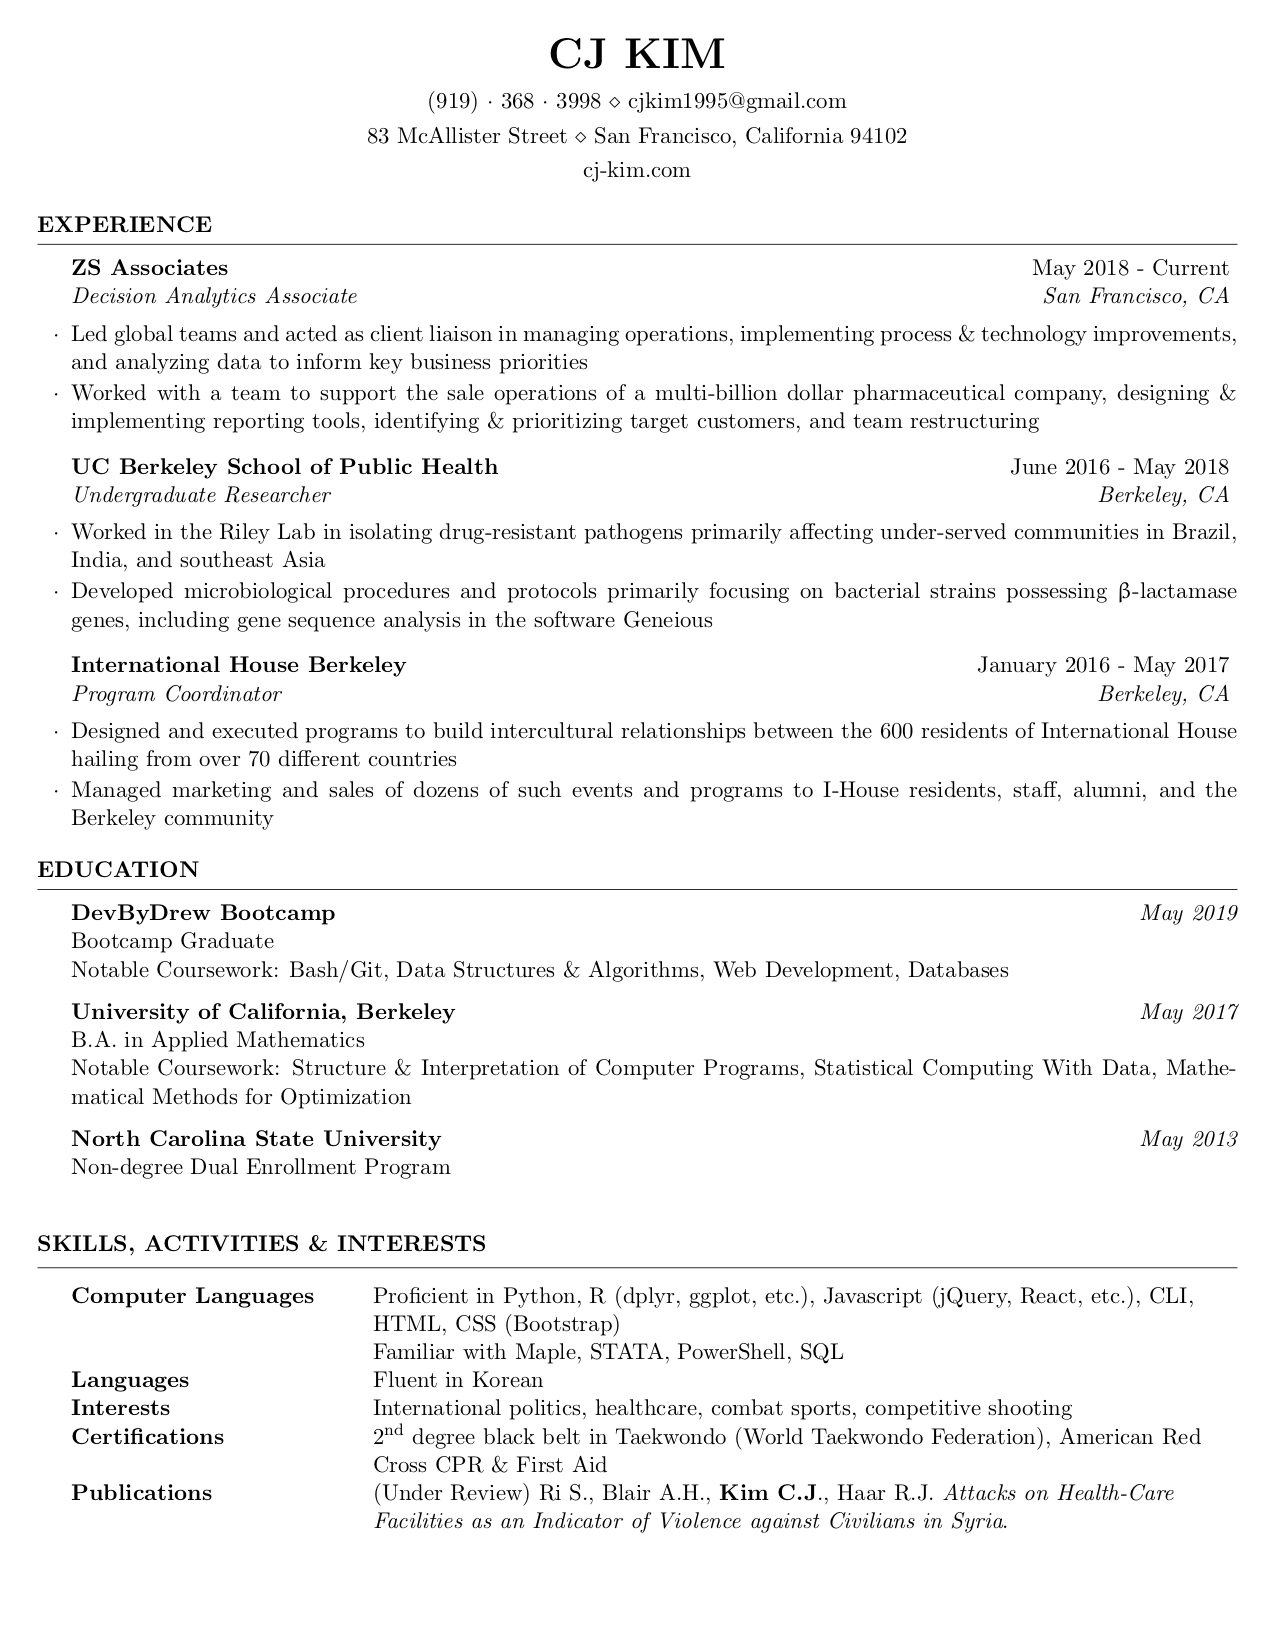 CJ KIM
(919) · 368 · 3998 ⋄ cjkim1995@gmail.com
83 McAllister Street ⋄ San Francisco, California 94102
cj-kim.com
EXPERIENCE
ZS Associates May 2018 - Current
Decision Analytics Associate San Francisco, CA
· Led global teams and acted as client liaison in managing operations, implementing process & technology improvements,
and analyzing data to inform key business priorities
· Worked with a team to support the sale operations of a multi-billion dollar pharmaceutical company, designing &
implementing reporting tools, identifying & prioritizing target customers, and team restructuring
UC Berkeley School of Public Health June 2016 - May 2018
Undergraduate Researcher Berkeley, CA
· Worked in the Riley Lab in isolating drug-resistant pathogens primarily affecting under-served communities in Brazil,
India, and southeast Asia
· Developed microbiological procedures and protocols primarily focusing on bacterial strains possessing β-lactamase
genes, including gene sequence analysis in the software Geneious
International House Berkeley January 2016 - May 2017
Program Coordinator Berkeley, CA
· Designed and executed programs to build intercultural relationships between the 600 residents of International House
hailing from over 70 different countries
· Managed marketing and sales of dozens of such events and programs to I-House residents, staff, alumni, and the
Berkeley community
EDUCATION
DevByDrew Bootcamp May 2019
Bootcamp Graduate
Notable Coursework: Bash/Git, Data Structures & Algorithms, Web Development, Databases
University of California, Berkeley May 2017
B.A. in Applied Mathematics
Notable Coursework: Structure & Interpretation of Computer Programs, Statistical Computing With Data, Mathe-
matical Methods for Optimization
North Carolina State University May 2013
Non-degree Dual Enrollment Program
SKILLS, ACTIVITIES & INTERESTS
Computer Languages Proficient in Python, R (dplyr, ggplot, etc.), Javascript (jQuery, React, etc.), CLI,
HTML, CSS (Bootstrap)
Familiar with Maple, STATA, PowerShell, SQL
Languages Fluent in Korean
Interests International politics, healthcare, combat sports, competitive shooting
Certifications 2nd degree black belt in Taekwondo (World Taekwondo Federation), American Red
Cross CPR & First Aid
Publications (Under Review) Ri S., Blair A.H., Kim C.J., Haar R.J. Attacks on Health-Care
Facilities as an Indicator of Violence against Civilians in Syria.